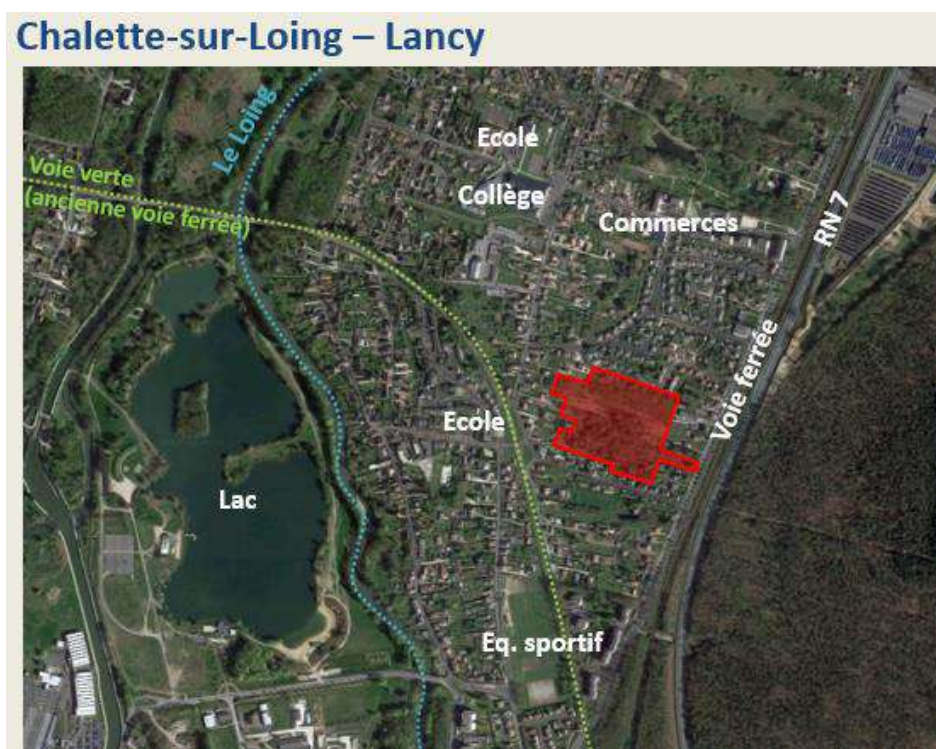 Chalette-sur-Loing – Lancy
Le Loing
Ecole
Voie verte
(ancienne voie ferrée)
Collège
Commerces
RN 7
Voie ferrée
Ecole
Lac
Eq. sportif